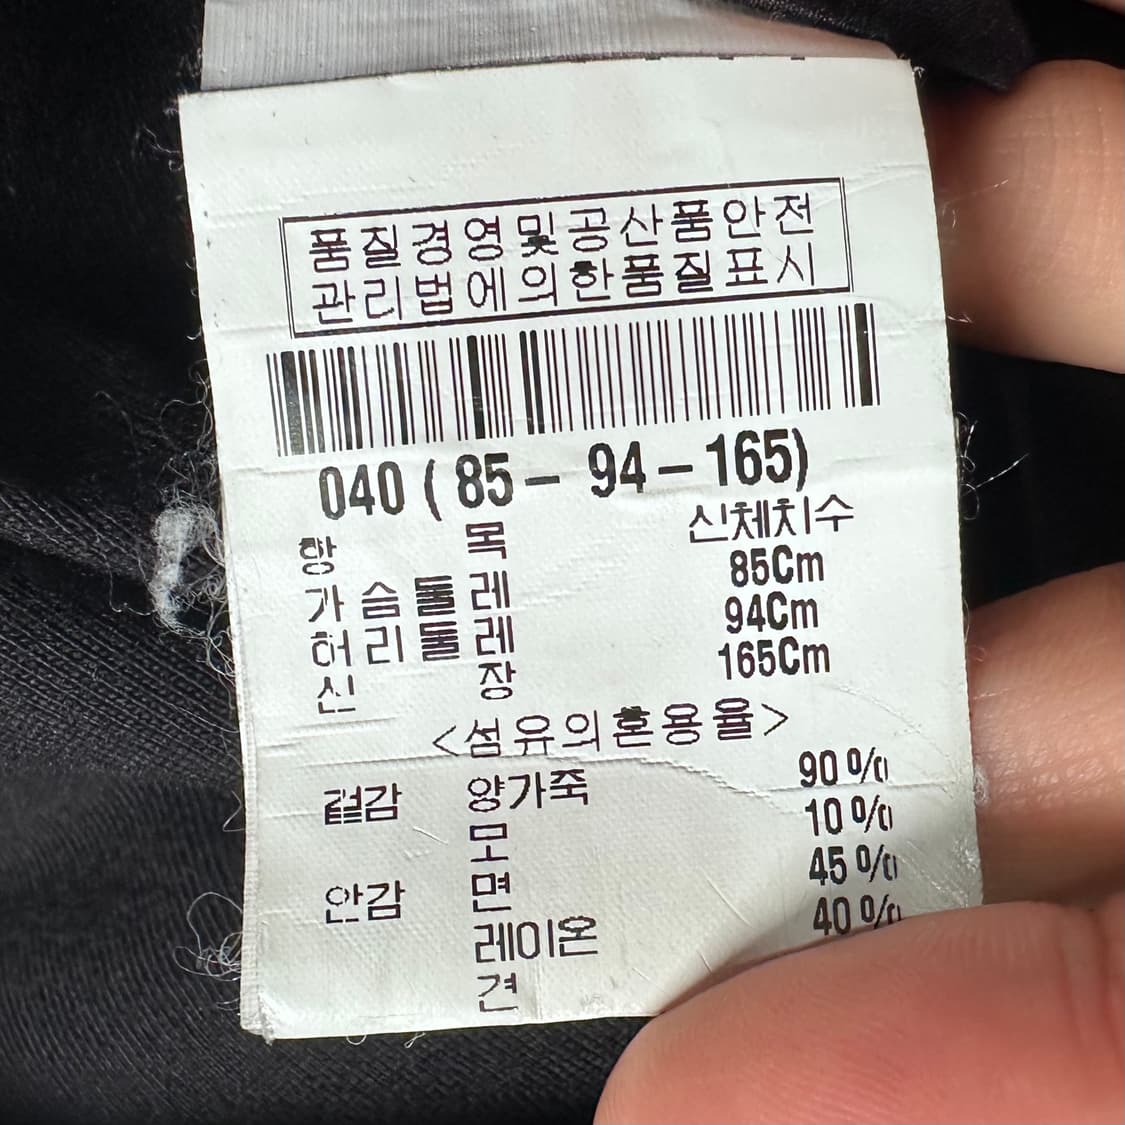 품질경영및공산품안전
관리법에의한품질표시
040 ( 85 - 94 - 165)
항 목 신체치수
가슴둘레 85Cm
허리둘레 94Cm
신 장 165Cm
<섬유의혼용율>
겉감 양가죽 90%
모 10%
안감 면 45%
레이온 40%
견